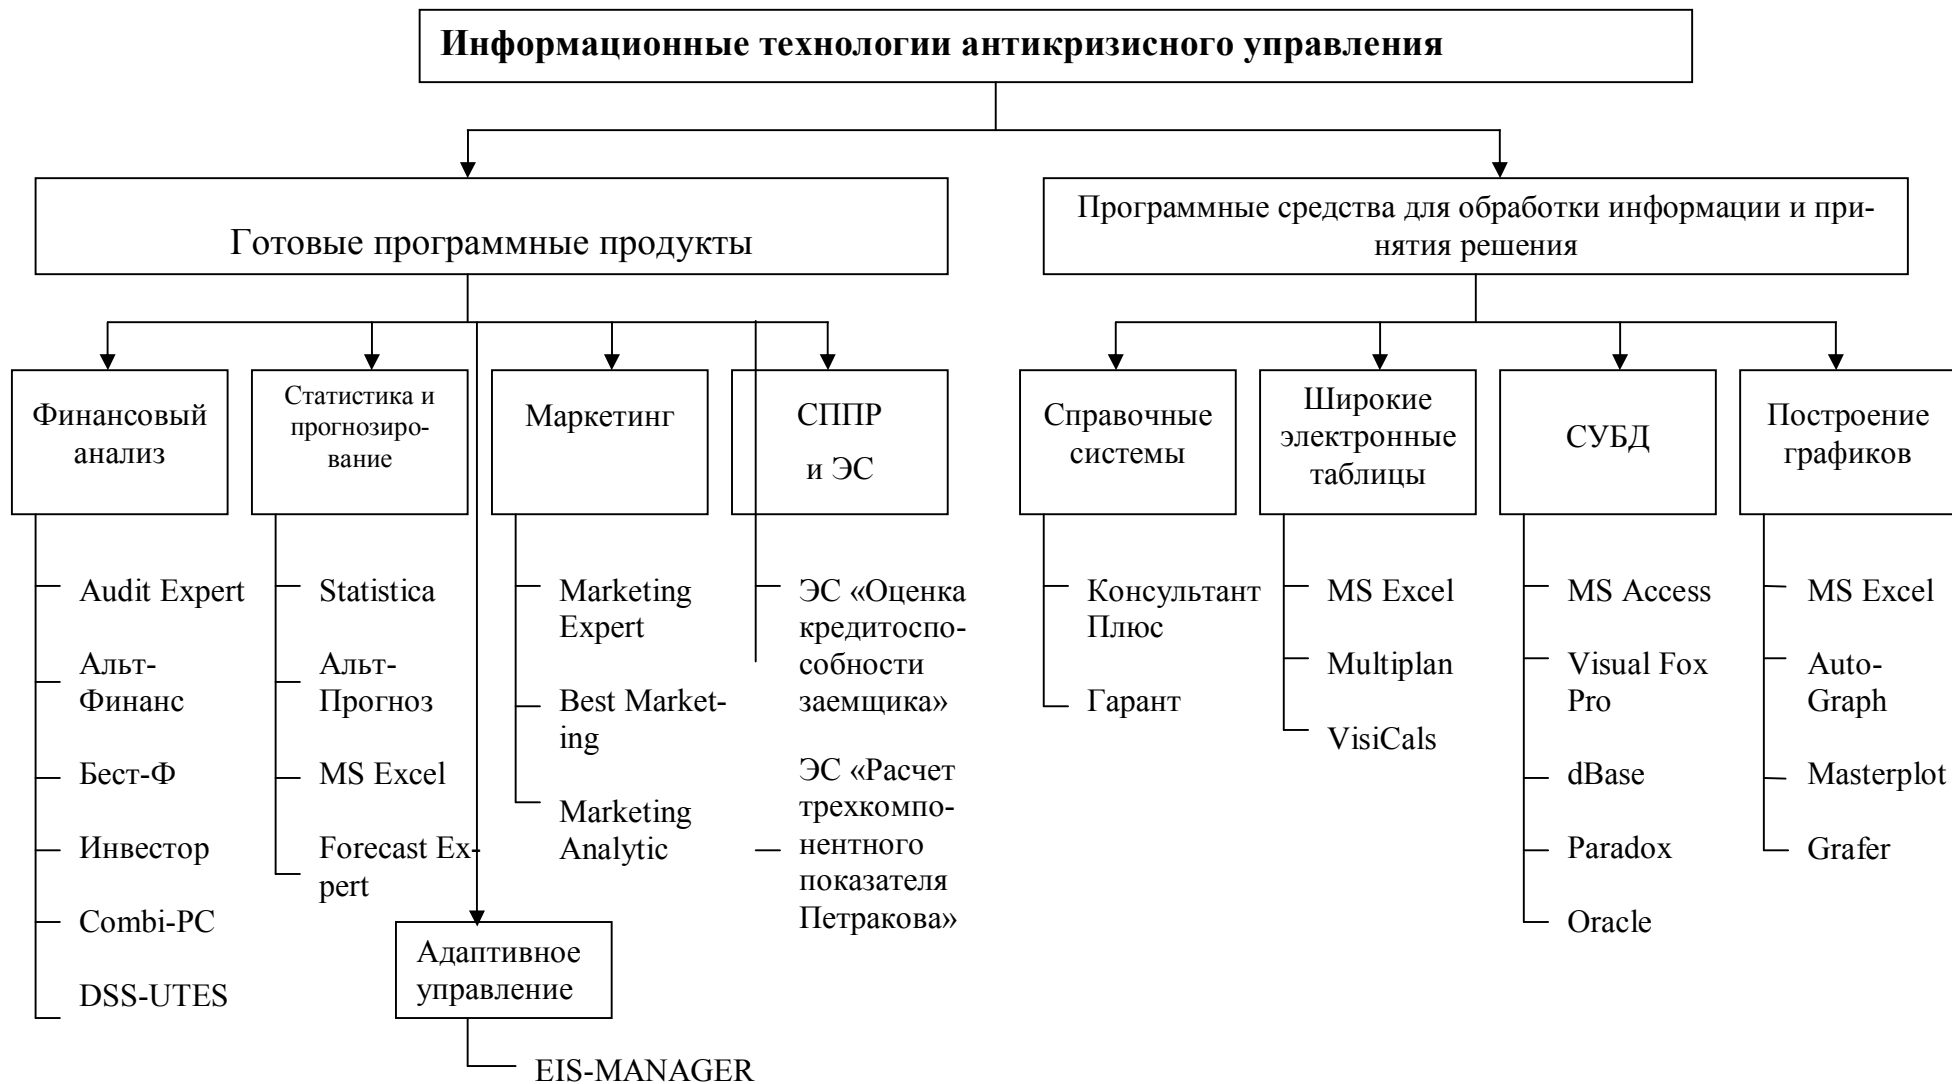 Информационные технологии антикризисного управления
Готовые программные продукты
Программные средства для обработки информации и при-
нятия решения
Финансовый
анализ
Статистика и
прогнозиро-
вание
Маркетинг
СППР
и ЭС
Справочные
системы
Широкие
электронные
таблицы
СУБД
Построение
графиков
Audit Expert
Альт-
Финанс
Бест-Ф
Инвестор
Combi-PC
DSS-UTES
Statistica
Альт-
Прогноз
MS Excel
Forecast Ex-
pert
Адаптивное
управление
EIS-MANAGER
Marketing
Expert
Best Market-
ing
Marketing
Analytic
ЭС «Оценка
кредитоспо-
собности
заемщика»
ЭС «Расчет
трехкомпо-
нентного
показателя
Петракова»
Консультант
Плюс
Гарант
MS Excel
Multiplan
VisiCals
MS Access
Visual Fox
Pro
dBase
Paradox
Oracle
MS Excel
Auto-
Graph
Masterplot
Grafer